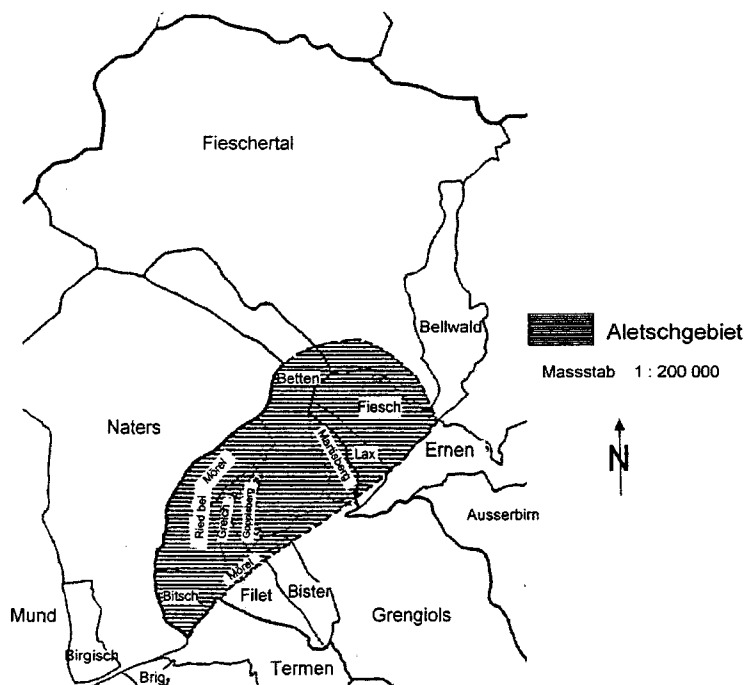 Fieschertal
Bellwald
Aletschgebiet
Massstab 1 : 200 000
Betten
Fiesch
Naters
Martisberg
Lax
Ernen
N
Ried bei Mörel
Greich
Goppisberg
Ausserbirn
Mörel
Bitsch
Filet
Bister
Grengiols
Mund
Birgisch
Termen
Brig